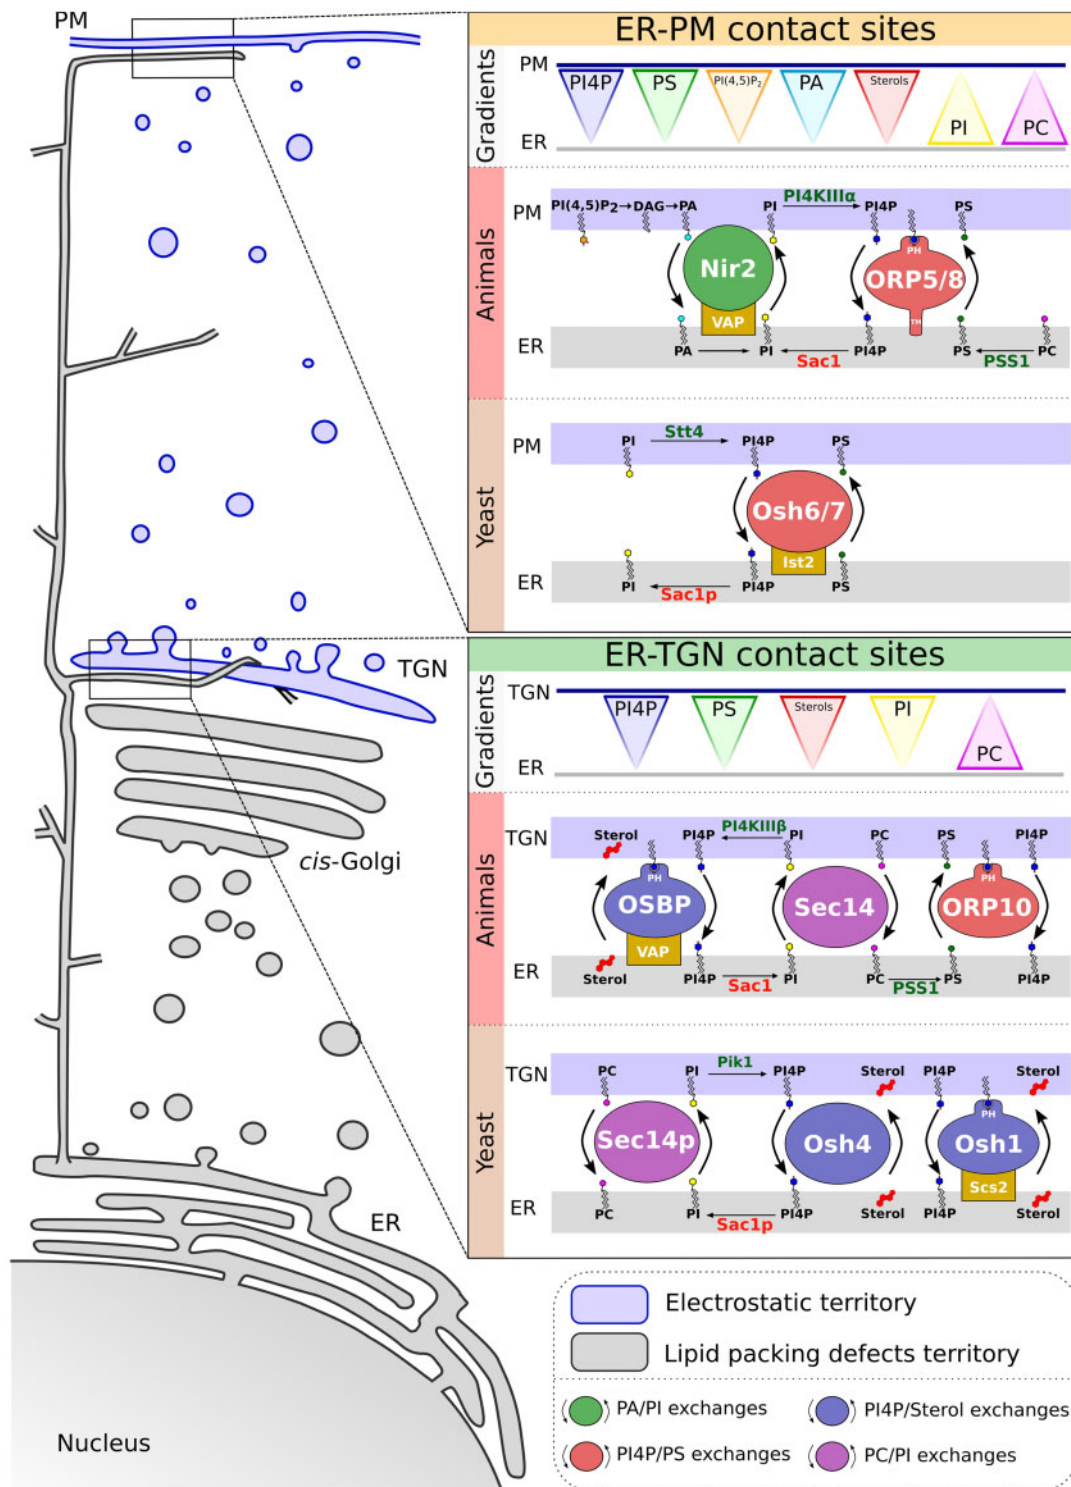 PM
TGN
cis-Golgi
ER
Nucleus
ER-PM contact sites
Gradients
PM
PI4P
PS
PI(4,5)P2
PA
Sterols
PI
PC
ER
Animals
PM
PI(4,5)P2→DAG→PA
PI
PI4KIIIα
PI4P
PS
PH
Nir2
ORP5/8
VAP
TH
ER
PA
PI
Sac1
PI4P
PS
PSS1
PC
Yeast
PM
PI
Stt4
PI4P
PS
Osh6/7
Ist2
ER
PI
Sac1p
PI4P
PS
ER-TGN contact sites
Gradients
TGN
PI4P
PS
Sterols
PI
PC
ER
Animals
TGN
Sterol
PI4P
PI4KIIIβ
PI
PC
PS
PI4P
PH
PH
OSBP
Sec14
ORP10
VAP
ER
Sterol
PI4P
Sac1
PI
PC
PSS1
PS
PI4P
Yeast
TGN
PC
PI
Pik1
PI4P
Sterol
PI4P
Sterol
PH
Sec14p
Osh4
Osh1
Scs2
ER
PC
PI
Sac1p
PI4P
Sterol
PI4P
Sterol
Electrostatic territory
Lipid packing defects territory
PA/PI exchanges
PI4P/Sterol exchanges
PI4P/PS exchanges
PC/PI exchanges